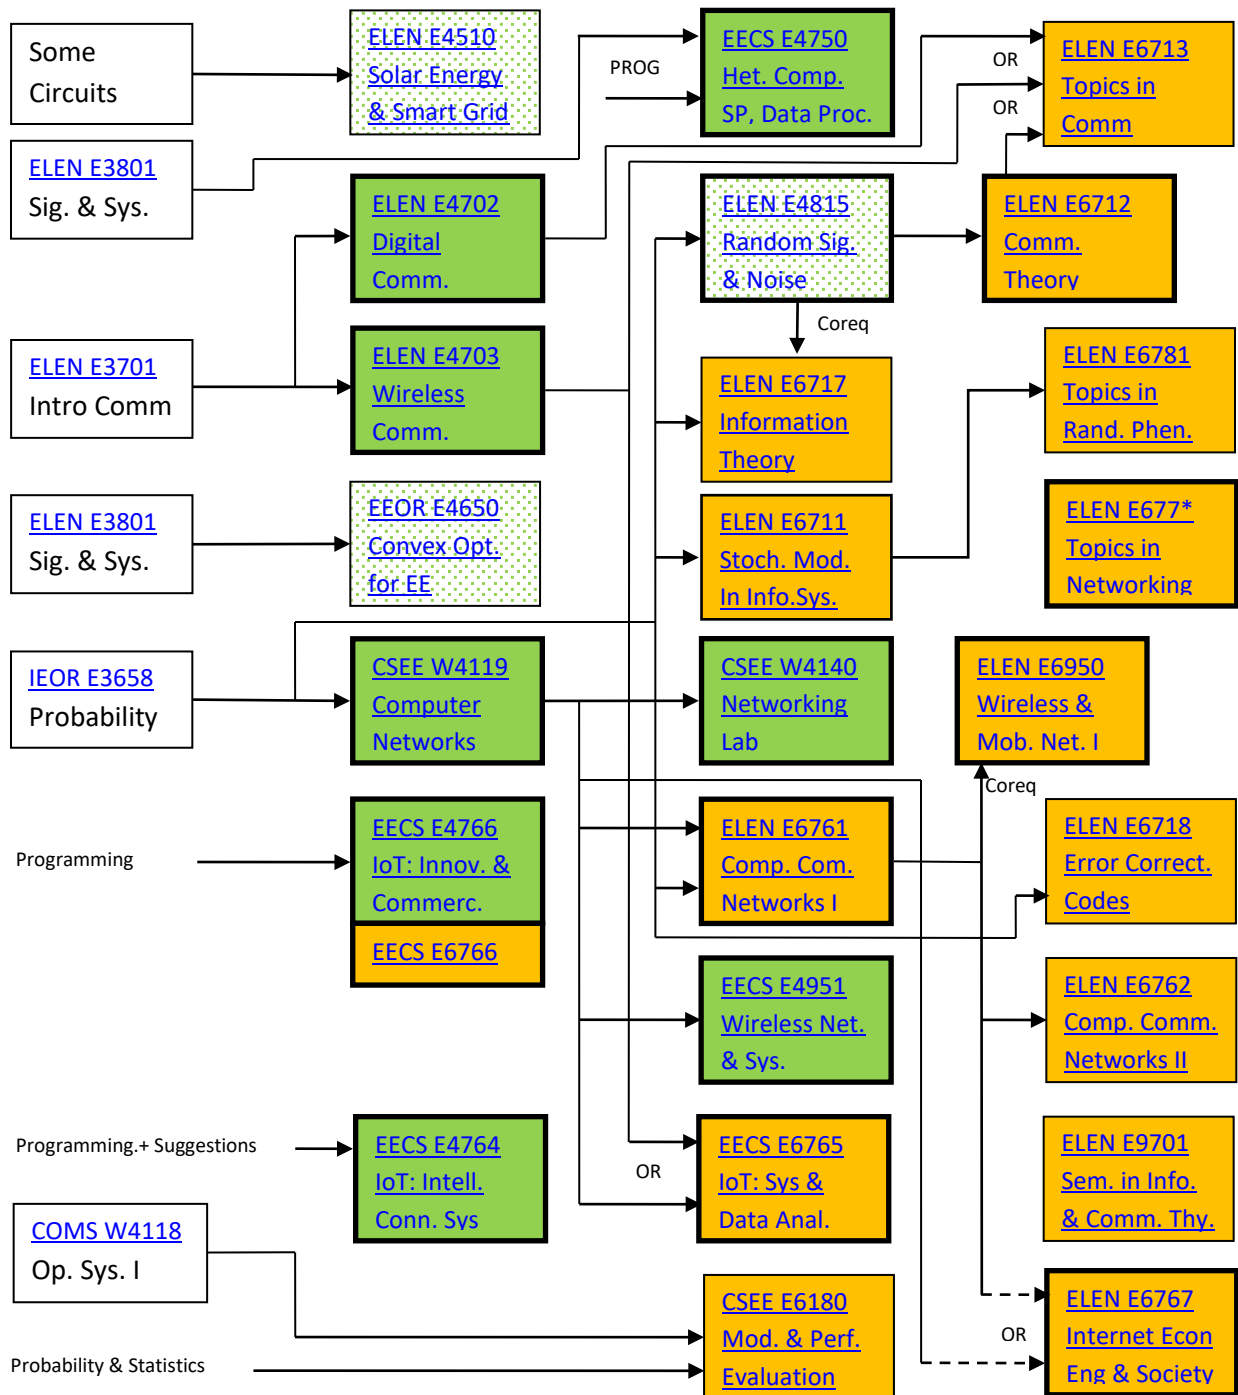 Some
Circuits
ELEN E4510
Solar Energy
& Smart Grid
PROG
EECS E4750
Het. Comp.
SP, Data Proc.
OR
OR
ELEN E6713
Topics in
Comm
ELEN E3801
Sig. & Sys.
ELEN E4702
Digital
Comm.
ELEN E4815
Random Sig.
& Noise
ELEN E6712
Comm.
Theory
Coreq
ELEN E3701
Intro Comm
ELEN E4703
Wireless
Comm.
ELEN E6717
Information
Theory
ELEN E6781
Topics in
Rand. Phen.
ELEN E3801
Sig. & Sys.
EEOR E4650
Convex Opt.
for EE
ELEN E6711
Stoch. Mod.
In Info.Sys.
ELEN E677*
Topics in
Networking
IEOR E3658
Probability
CSEE W4119
Computer
Networks
CSEE W4140
Networking
Lab
ELEN E6950
Wireless &
Mob. Net. I
Coreq
Programming
EECS E4766
IoT: Innov. &
Commerc.
EECS E6766
ELEN E6761
Comp. Com.
Networks I
ELEN E6718
Error Correct.
Codes
EECS E4951
Wireless Net.
& Sys.
ELEN E6762
Comp. Comm.
Networks II
Programming.+ Suggestions
EECS E4764
IoT: Intell.
Conn. Sys
OR
EECS E6765
IoT: Sys &
Data Anal.
ELEN E9701
Sem. in Info.
& Comm. Thy.
COMS W4118
Op. Sys. I
Probability & Statistics
CSEE E6180
Mod. & Perf.
Evaluation
OR
ELEN E6767
Internet Econ
Eng & Society